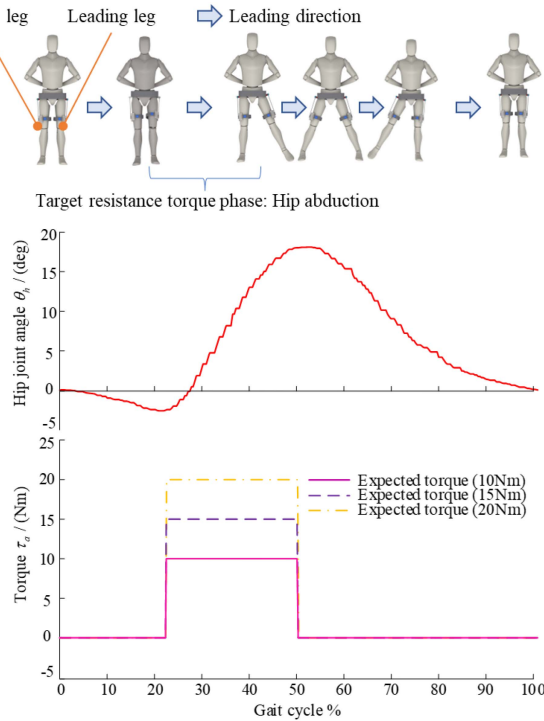 leg
Leading leg
Leading direction
Target resistance torque phase: Hip abduction
20
15
10
5
0
-5
Hip joint angle θh / (deg)
25
20
15
10
5
0
-5
Torque τa / (Nm)
Expected torque (10Nm)
Expected torque (15Nm)
Expected torque (20Nm)
0 10 20 30 40 50 60 70 80 90 100
Gait cycle %